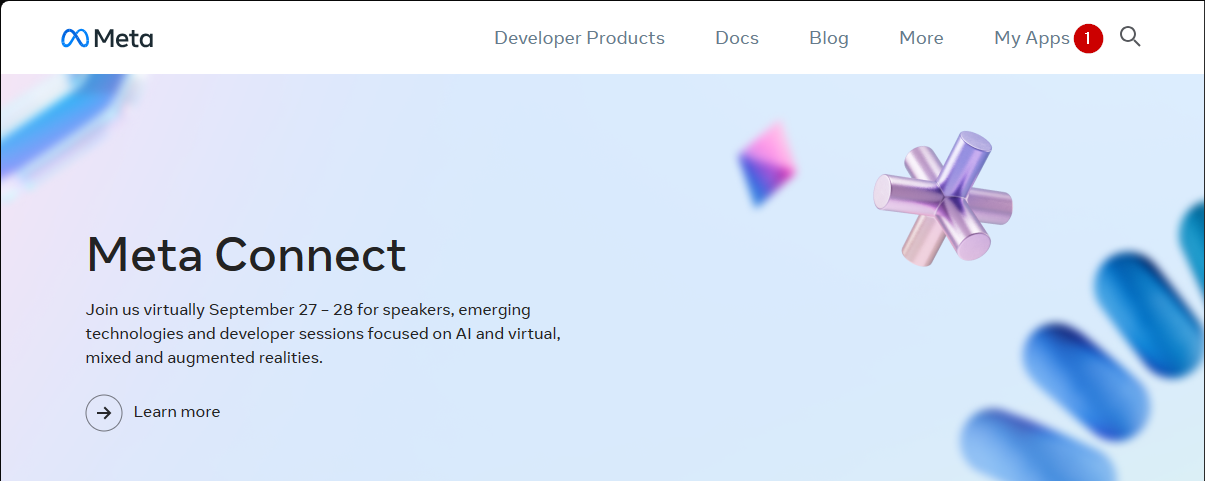 Meta
Developer Products
Docs
Blog
More
My Apps 1
Meta Connect
Join us virtually September 27 – 28 for speakers, emerging
technologies and developer sessions focused on AI and virtual,
mixed and augmented realities.
Learn more